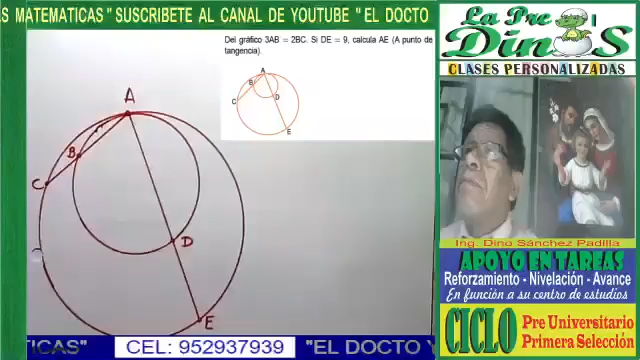 S MATEMATICAS" SUSCRIBETE AL CANAL DE YOUTUBE " EL DOCTO
La Pre
DinoS
CLASES PERSONALIZADAS
Del gráfico 3AB = 2BC. Si DE = 9, calcula AE (A punto de
tangencia).
A
B
C
D
E
A
B
C
D
E
Ing. Dino Sánchez Padilla
APOYO EN TAREAS
Reforzamiento - Nivelación - Avance
En función a su centro de estudios
CICLO Pre Universitario
Primera Selección
TICAS" CEL: 952937939 "EL DOCTO Y